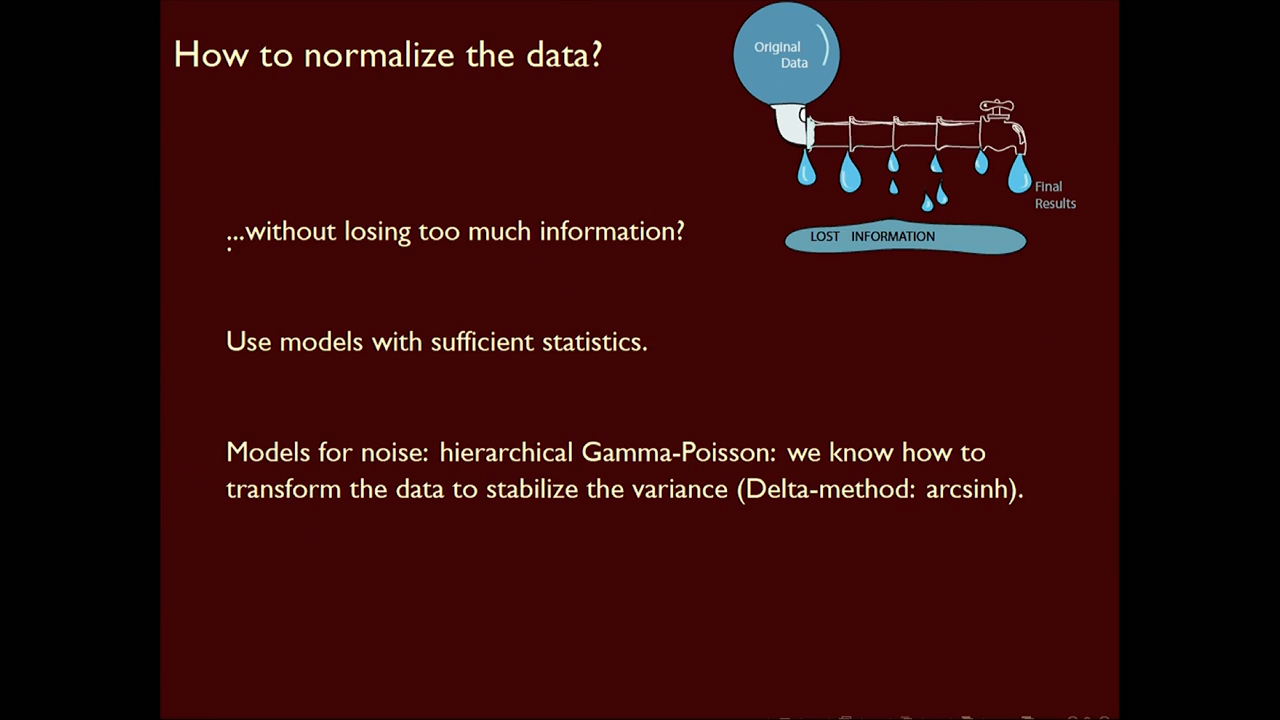 How to normalize the data?
Original
Data
Final
Results
LOST INFORMATION
...without losing too much information?
Use models with sufficient statistics.
Models for noise: hierarchical Gamma-Poisson: we know how to
transform the data to stabilize the variance (Delta-method: arcsinh).